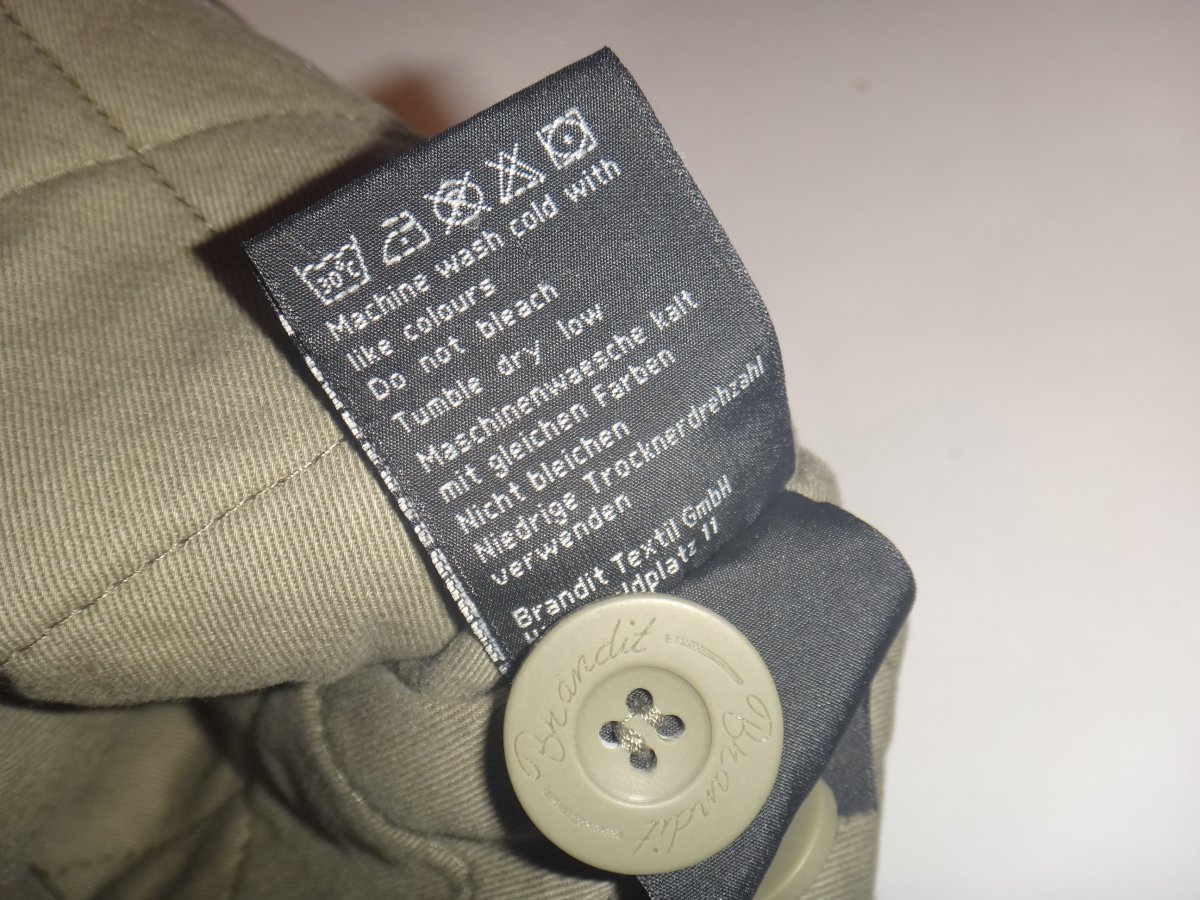 30°C
Machine wash cold with
like colours
Do not bleach
Tumble dry low
Maschinenwaesche kalt
mit gleichen Farben
Nicht bleichen
Niedrige Trocknerdrehzahl
verwenden
Brandit Textil GmbH
11
Brandit
Brandit